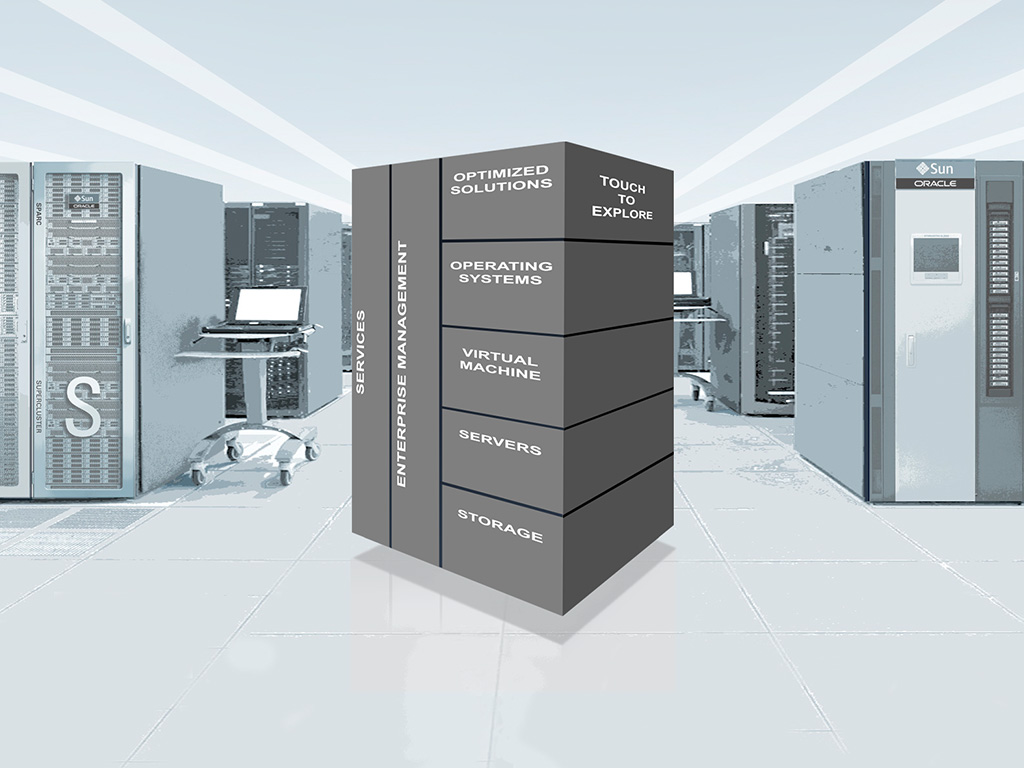 Sun
ORACLE
SPARC
SUPERCLUSTER
S
SERVICES
ENTERPRISE MANAGEMENT
OPTIMIZED
SOLUTIONS
OPERATING
SYSTEMS
VIRTUAL
MACHINE
SERVERS
STORAGE
TOUCH
TO
EXPLORE
Sun
ORACLE